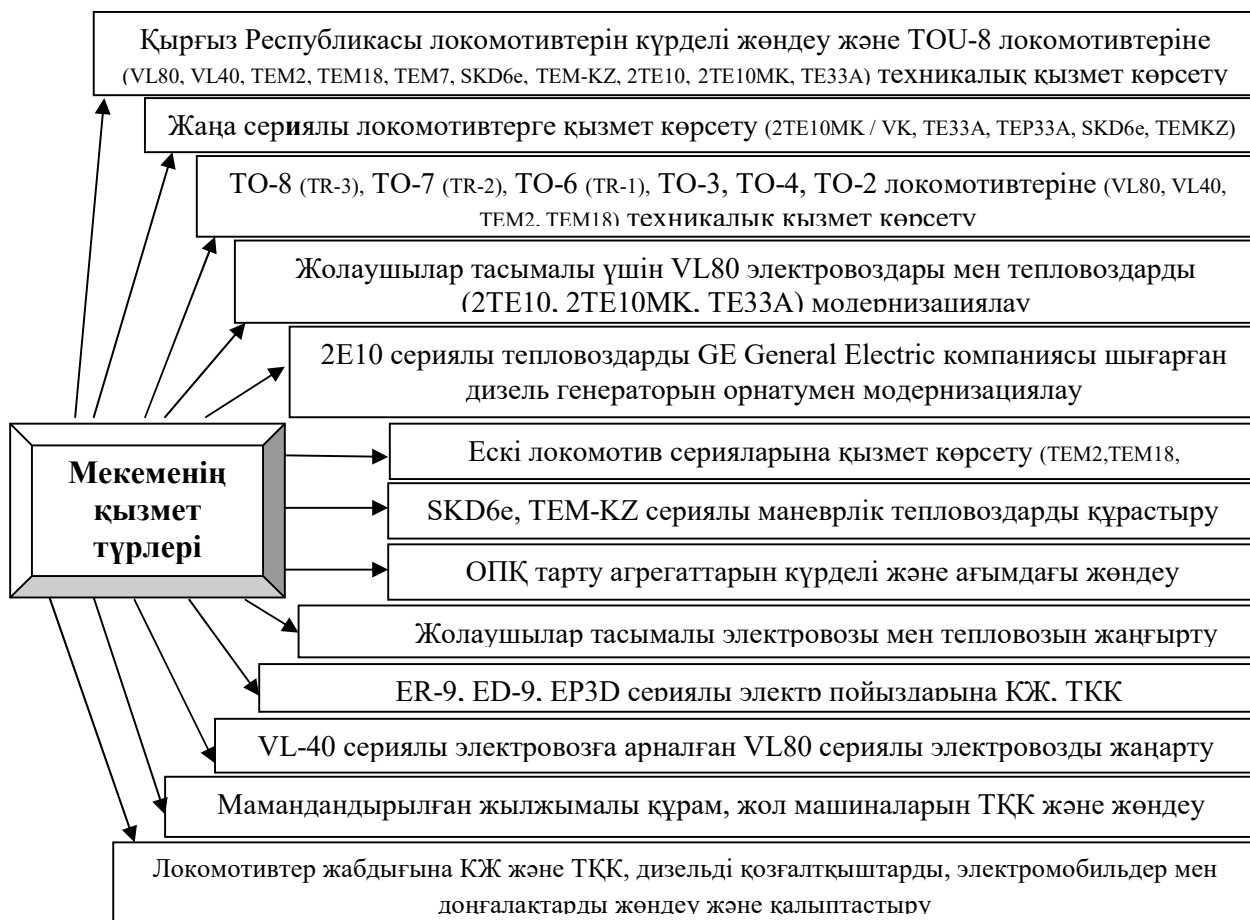 Қырғыз Республикасы локомотивтерін күрделі жөндеу және TOU-8 локомотивтеріне
(VL80, VL40, TEM2, TEM18, TEM7, SKD6e, TEM-KZ, 2TE10, 2TE10MK, TE33A) техникалық қызмет көрсету
Жаңа сериялы локомотивтерге қызмет көрсету (2TE10MK / VK, TE33A, TEP33A, SKD6e, TEMKZ)
TO-8 (TR-3), TO-7 (TR-2), TO-6 (TR-1), TO-3, TO-4, TO-2 локомотивтеріне (VL80, VL40,
TEM2, TEM18) техникалық қызмет көрсету
Жолаушылар тасымалы үшін VL80 электровоздары мен тепловоздарды
(2TE10, 2TE10MK, TE33A) модернизациялау
2E10 сериялы тепловоздарды GE General Electric компаниясы шығарған
дизель генераторын орнатумен модернизациялау
Мекеменің
қызмет
түрлері
Ескі локомотив серияларына қызмет көрсету (TEM2,TEM18,
SKD6e, TEM-KZ сериялы маневрлік тепловоздарды құрастыру
ОПҚ тарту агрегаттарын күрделі және ағымдағы жөндеу
Жолаушылар тасымалы электровозы мен тепловозын жаңғырту
ER-9, ED-9, EP3D сериялы электр пойыздарына КЖ, ТКК
VL-40 сериялы электровозға арналған VL80 сериялы электровозды жаңарту
Мамандандырылған жылжымалы құрам, жол машиналарын ТҚК және жөндеу
Локомотивтер жабдығына КЖ және ТҚК, дизельді қозғалтқыштарды, электромобильдер мен
доңғалақтарды жөндеу және қалыптастыру